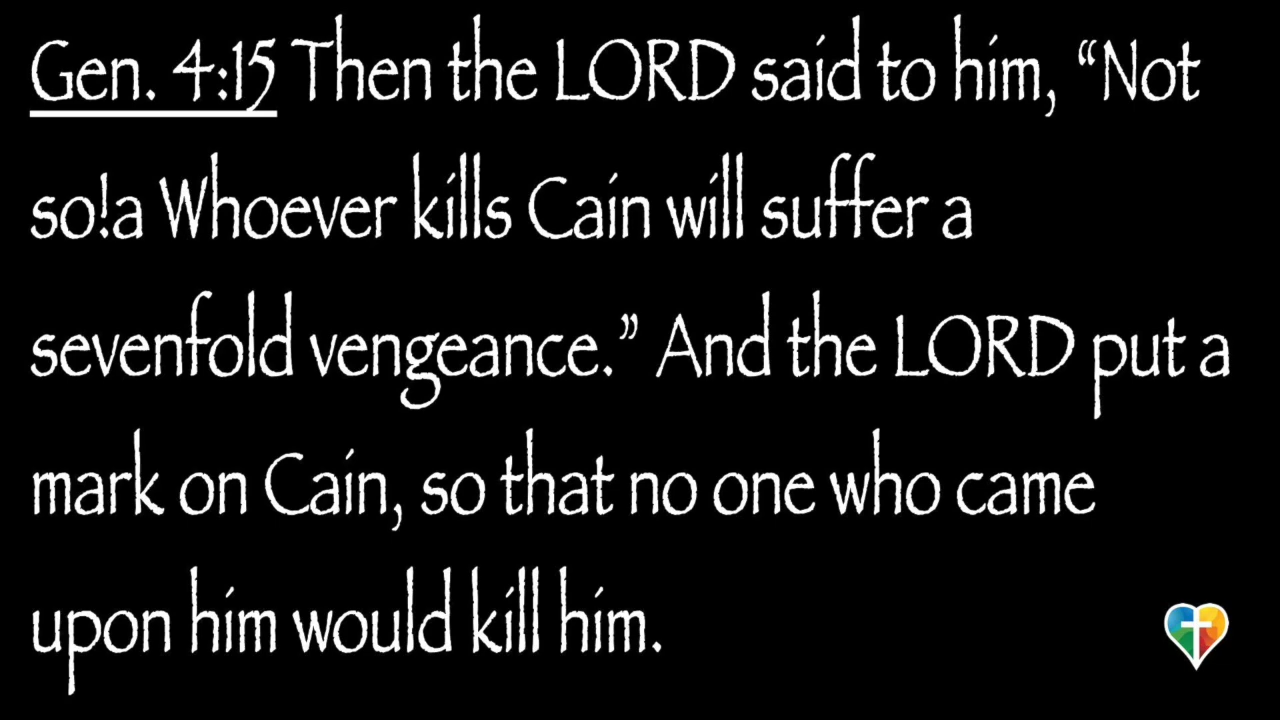 Gen. 4:15 Then the LORD said to him, “Not
so!a Whoever kills Cain will suffer a
sevenfold vengeance.” And the LORD put a
mark on Cain, so that no one who came
upon him would kill him.